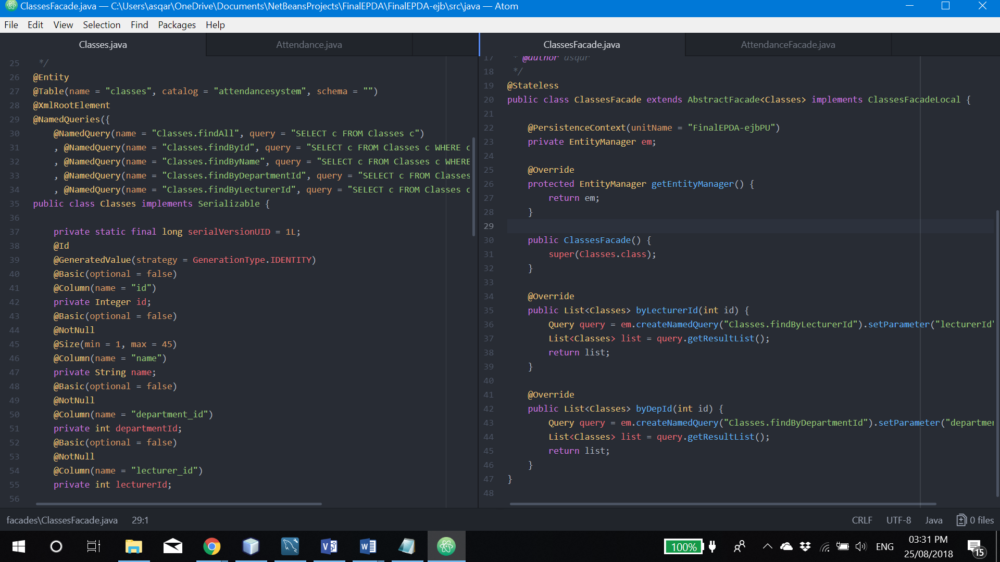 ClassesFacade.java — C:\Users\asqar\OneDrive\Documents\NetBeansProjects\FinalEPDA\FinalEPDA-ejb\src\java — Atom
File Edit View Selection Find Packages Help
Classes.java Attendance.java
25 */
26 @Entity
27 @Table(name = "classes", catalog = "attendancesystem", schema = "")
28 @XmlRootElement
29 @NamedQueries({
30 @NamedQuery(name = "Classes.findAll", query = "SELECT c FROM Classes c")
31 , @NamedQuery(name = "Classes.findById", query = "SELECT c FROM Classes c WHERE c
32 , @NamedQuery(name = "Classes.findByName", query = "SELECT c FROM Classes c WHERE
33 , @NamedQuery(name = "Classes.findByDepartmentId", query = "SELECT c FROM Classes
34 , @NamedQuery(name = "Classes.findByLecturerId", query = "SELECT c FROM Classes c
35 public class Classes implements Serializable {
36
37 private static final long serialVersionUID = 1L;
38 @Id
39 @GeneratedValue(strategy = GenerationType.IDENTITY)
40 @Basic(optional = false)
41 @Column(name = "id")
42 private Integer id;
43 @Basic(optional = false)
44 @NotNull
45 @Size(min = 1, max = 45)
46 @Column(name = "name")
47 private String name;
48 @Basic(optional = false)
49 @NotNull
50 @Column(name = "department_id")
51 private int departmentId;
52 @Basic(optional = false)
53 @NotNull
54 @Column(name = "lecturer_id")
55 private int lecturerId;
56
ClassesFacade.java AttendanceFacade.java
17 * @author asqar
18 */
19 @Stateless
20 public class ClassesFacade extends AbstractFacade<Classes> implements ClassesFacadeLocal {
21
22 @PersistenceContext(unitName = "FinalEPDA-ejbPU")
23 private EntityManager em;
24
25 @Override
26 protected EntityManager getEntityManager() {
27 return em;
28 }
29
30 public ClassesFacade() {
31 super(Classes.class);
32 }
33
34 @Override
35 public List<Classes> byLecturerId(int id) {
36 Query query = em.createNamedQuery("Classes.findByLecturerId").setParameter("lecturerId"
37 List<Classes> list = query.getResultList();
38 return list;
39 }
40
41 @Override
42 public List<Classes> byDepId(int id) {
43 Query query = em.createNamedQuery("Classes.findByDepartmentId").setParameter("departmen
44 List<Classes> list = query.getResultList();
45 return list;
46 }
47 }
48
facades\ClassesFacade.java 29:1 CRLF UTF-8 Java 0 files
100% ENG 03:31 PM
25/08/2018 15